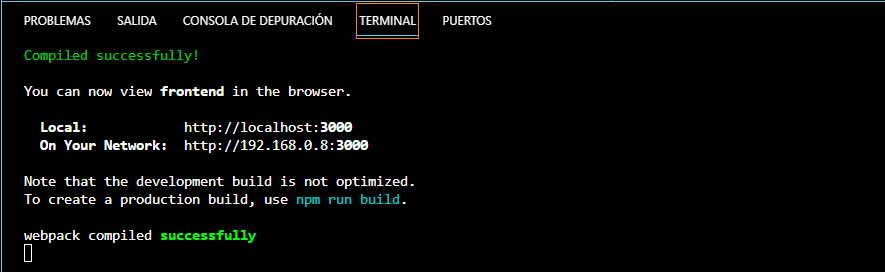 PROBLEMAS SALIDA CONSOLA DE DEPURACIÓN TERMINAL PUERTOS
Compiled successfully!
You can now view frontend in the browser.
Local: http://localhost:3000
On Your Network: http://192.168.0.8:3000
Note that the development build is not optimized.
To create a production build, use npm run build.
webpack compiled successfully